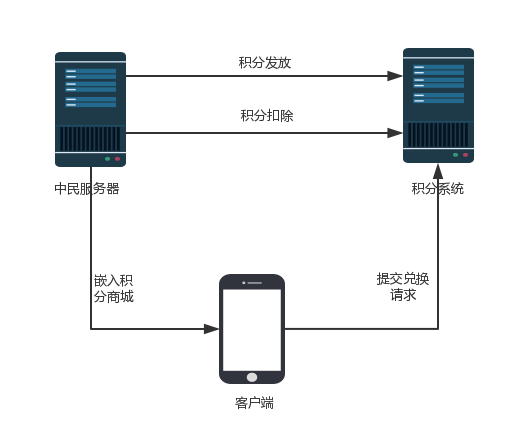 积分发放
积分扣除
中民服务器
积分系统
嵌入积
分商城
提交兑换
请求
客户端